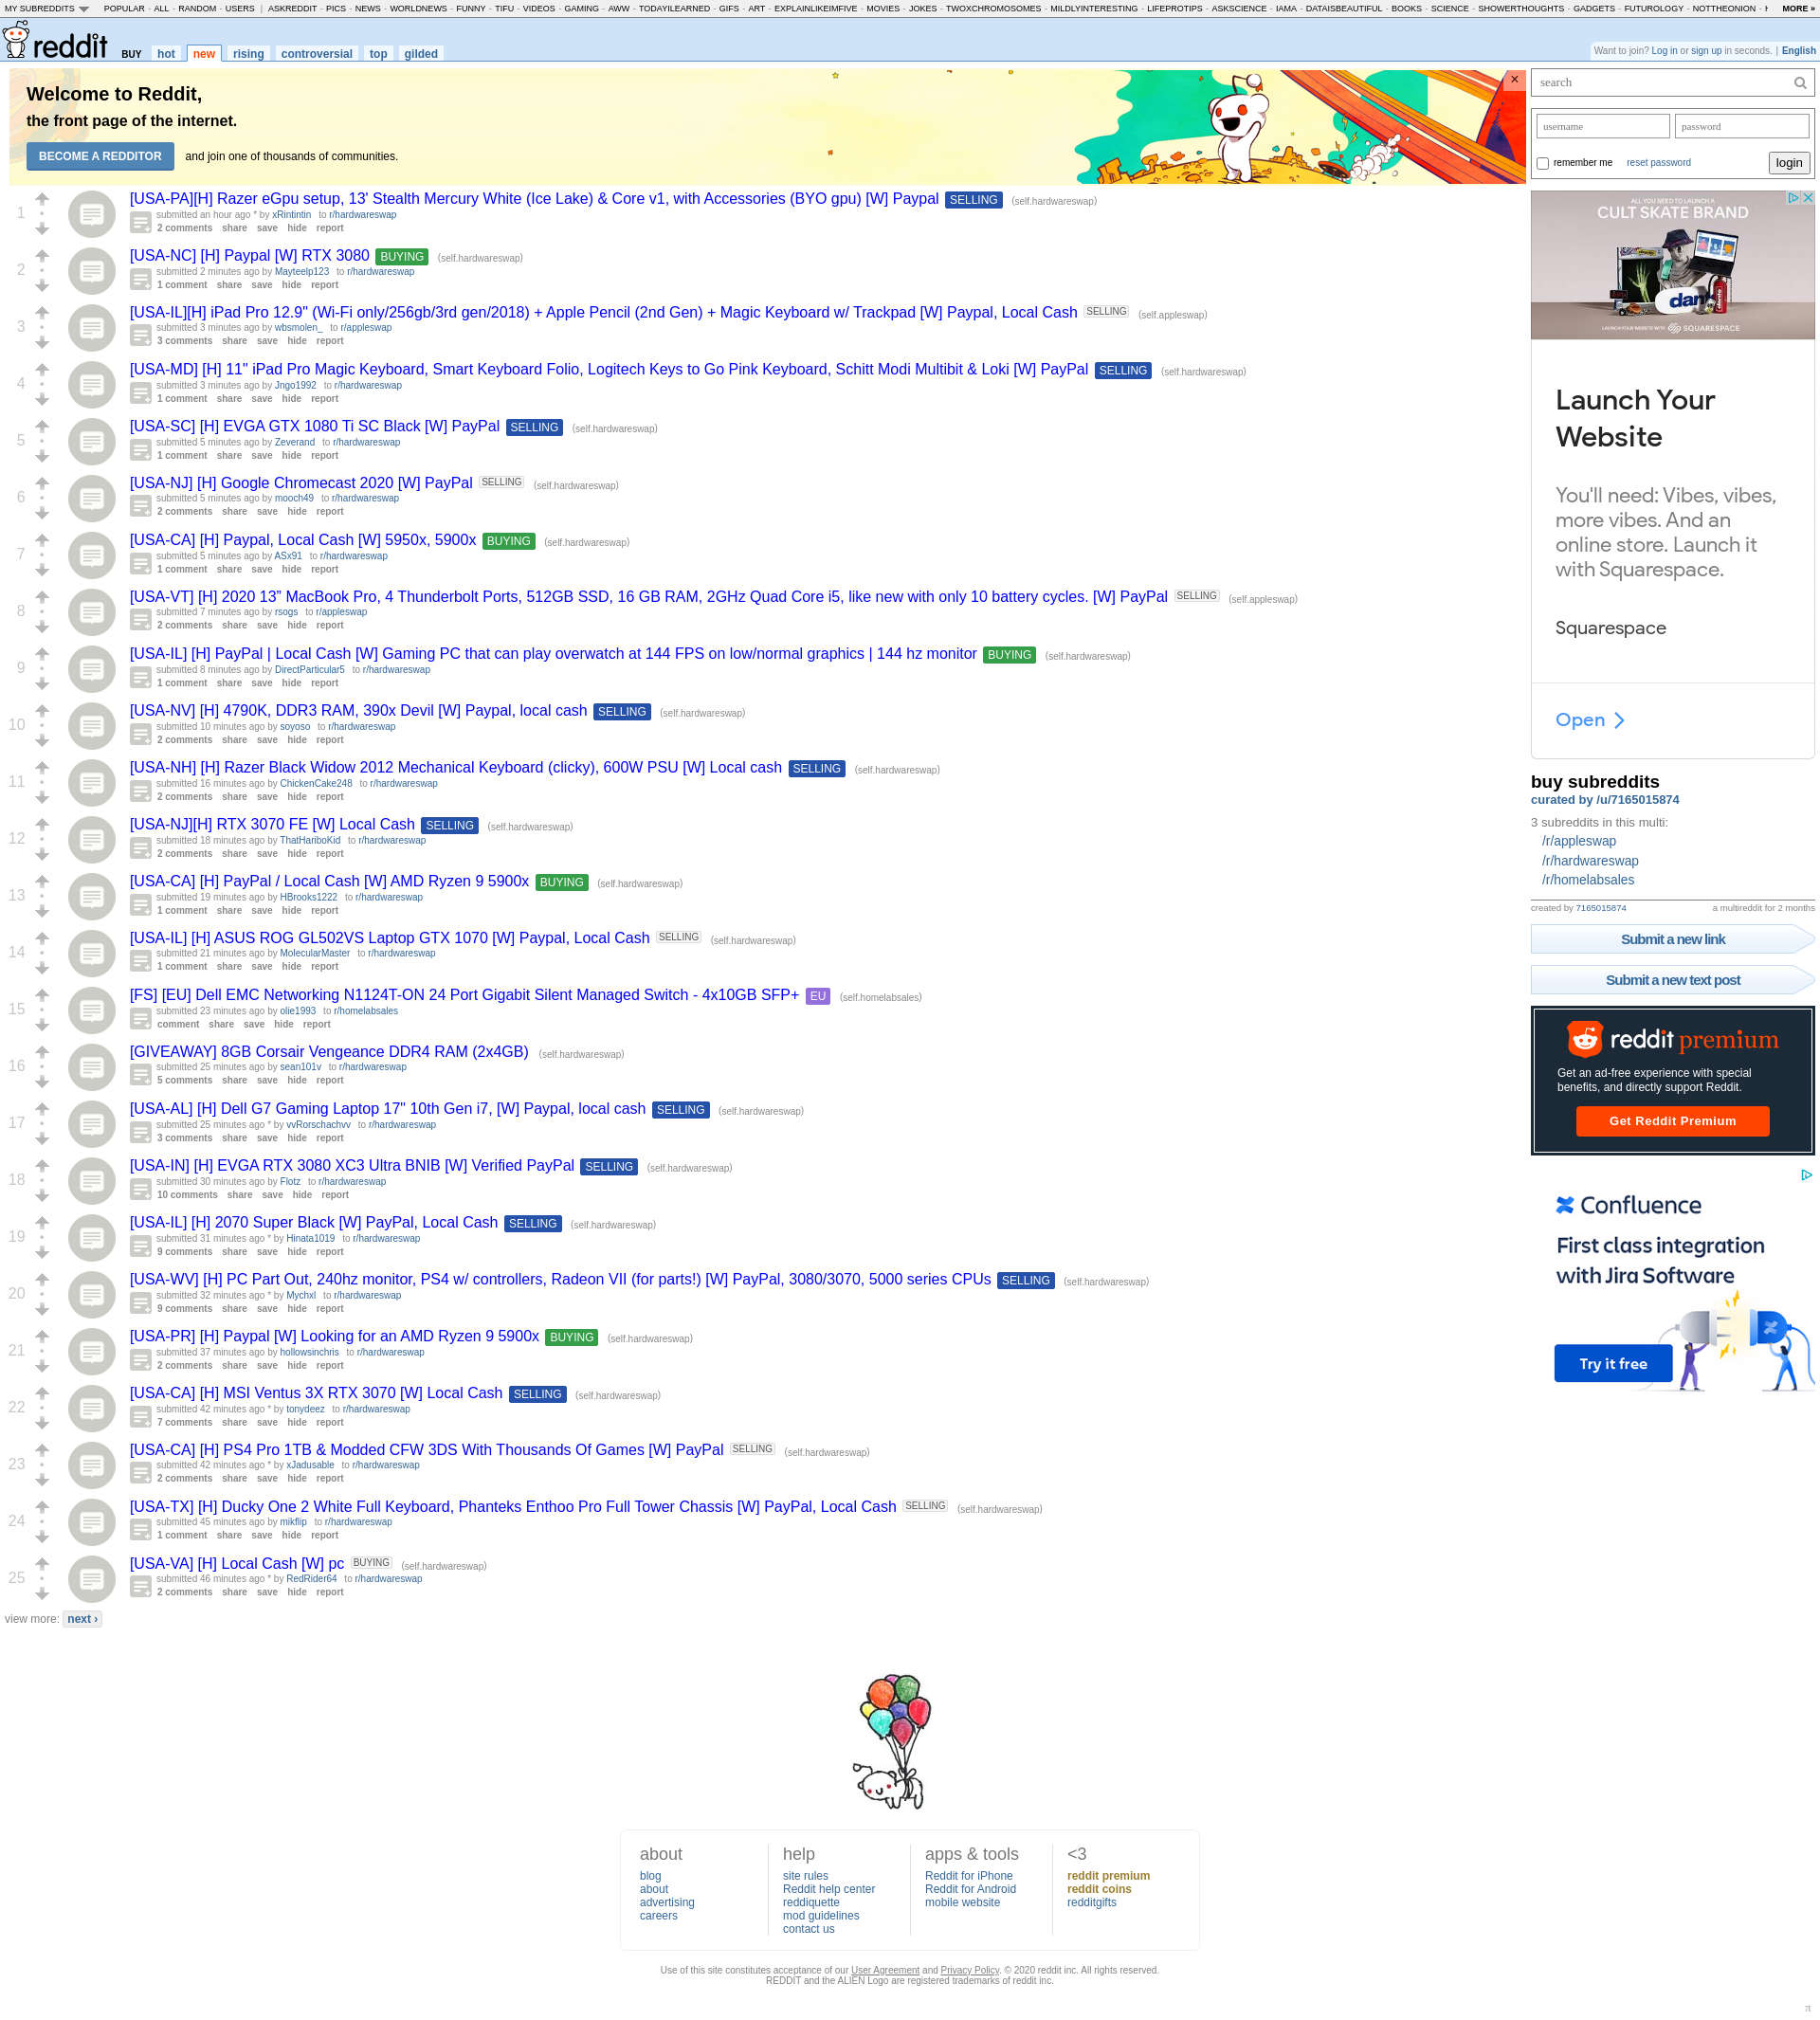 MY SUBREDDITS POPULAR - ALL - RANDOM - USERS | ASKREDDIT - PICS - NEWS - WORLDNEWS - FUNNY - TIFU - VIDEOS - GAMING - AWW - TODAYILEARNED - GIFS - ART - EXPLAINLIKEIMFIVE - MOVIES - JOKES - TWOXCHROMOSOMES - MILDLYINTERESTING - LIFEPROTIPS - ASKSCIENCE - IAMA - DATAISBEAUTIFUL - BOOKS - SCIENCE - SHOWERTHOUGHTS - GADGETS - FUTUROLOGY - NOTTHEONION - MORE »
reddit BUY hot new rising controversial top gilded
Want to join? Log in or sign up in seconds. | English
Welcome to Reddit,
the front page of the internet.
BECOME A REDDITOR and join one of thousands of communities.
×
1
[USA-PA][H] Razer eGpu setup, 13' Stealth Mercury White (Ice Lake) & Core v1, with Accessories (BYO gpu) [W] Paypal SELLING (self.hardwareswap)
submitted an hour ago * by xRintintin to r/hardwareswap
2 comments share save hide report
2
[USA-NC] [H] Paypal [W] RTX 3080 BUYING (self.hardwareswap)
submitted 2 minutes ago by Mayteelp123 to r/hardwareswap
1 comment share save hide report
3
[USA-IL][H] iPad Pro 12.9" (Wi-Fi only/256gb/3rd gen/2018) + Apple Pencil (2nd Gen) + Magic Keyboard w/ Trackpad [W] Paypal, Local Cash SELLING (self.appleswap)
submitted 3 minutes ago by wbsmolen_ to r/appleswap
3 comments share save hide report
4
[USA-MD] [H] 11" iPad Pro Magic Keyboard, Smart Keyboard Folio, Logitech Keys to Go Pink Keyboard, Schitt Modi Multibit & Loki [W] PayPal SELLING (self.hardwareswap)
submitted 3 minutes ago by Jngo1992 to r/hardwareswap
1 comment share save hide report
5
[USA-SC] [H] EVGA GTX 1080 Ti SC Black [W] PayPal SELLING (self.hardwareswap)
submitted 5 minutes ago by Zeverand to r/hardwareswap
1 comment share save hide report
6
[USA-NJ] [H] Google Chromecast 2020 [W] PayPal SELLING (self.hardwareswap)
submitted 5 minutes ago by mooch49 to r/hardwareswap
2 comments share save hide report
7
[USA-CA] [H] Paypal, Local Cash [W] 5950x, 5900x BUYING (self.hardwareswap)
submitted 5 minutes ago by ASx91 to r/hardwareswap
1 comment share save hide report
8
[USA-VT] [H] 2020 13” MacBook Pro, 4 Thunderbolt Ports, 512GB SSD, 16 GB RAM, 2GHz Quad Core i5, like new with only 10 battery cycles. [W] PayPal SELLING (self.appleswap)
submitted 7 minutes ago by rsogs to r/appleswap
2 comments share save hide report
9
[USA-IL] [H] PayPal | Local Cash [W] Gaming PC that can play overwatch at 144 FPS on low/normal graphics | 144 hz monitor BUYING (self.hardwareswap)
submitted 8 minutes ago by DirectParticular5 to r/hardwareswap
1 comment share save hide report
10
[USA-NV] [H] 4790K, DDR3 RAM, 390x Devil [W] Paypal, local cash SELLING (self.hardwareswap)
submitted 10 minutes ago by soyoso to r/hardwareswap
2 comments share save hide report
11
[USA-NH] [H] Razer Black Widow 2012 Mechanical Keyboard (clicky), 600W PSU [W] Local cash SELLING (self.hardwareswap)
submitted 16 minutes ago by ChickenCake248 to r/hardwareswap
2 comments share save hide report
12
[USA-NJ][H] RTX 3070 FE [W] Local Cash SELLING (self.hardwareswap)
submitted 18 minutes ago by ThatHariboKid to r/hardwareswap
2 comments share save hide report
13
[USA-CA] [H] PayPal / Local Cash [W] AMD Ryzen 9 5900x BUYING (self.hardwareswap)
submitted 19 minutes ago by HBrooks1222 to r/hardwareswap
1 comment share save hide report
14
[USA-IL] [H] ASUS ROG GL502VS Laptop GTX 1070 [W] Paypal, Local Cash SELLING (self.hardwareswap)
submitted 21 minutes ago by MolecularMaster to r/hardwareswap
1 comment share save hide report
15
[FS] [EU] Dell EMC Networking N1124T-ON 24 Port Gigabit Silent Managed Switch - 4x10GB SFP+ EU (self.homelabsales)
submitted 23 minutes ago by olie1993 to r/homelabsales
comment share save hide report
16
[GIVEAWAY] 8GB Corsair Vengeance DDR4 RAM (2x4GB) (self.hardwareswap)
submitted 25 minutes ago by sean101v to r/hardwareswap
5 comments share save hide report
17
[USA-AL] [H] Dell G7 Gaming Laptop 17" 10th Gen i7, [W] Paypal, local cash SELLING (self.hardwareswap)
submitted 25 minutes ago * by vvRorschachvv to r/hardwareswap
3 comments share save hide report
18
[USA-IN] [H] EVGA RTX 3080 XC3 Ultra BNIB [W] Verified PayPal SELLING (self.hardwareswap)
submitted 30 minutes ago by Flotz to r/hardwareswap
10 comments share save hide report
19
[USA-IL] [H] 2070 Super Black [W] PayPal, Local Cash SELLING (self.hardwareswap)
submitted 31 minutes ago * by Hinata1019 to r/hardwareswap
9 comments share save hide report
20
[USA-WV] [H] PC Part Out, 240hz monitor, PS4 w/ controllers, Radeon VII (for parts!) [W] PayPal, 3080/3070, 5000 series CPUs SELLING (self.hardwareswap)
submitted 32 minutes ago * by Mychxl to r/hardwareswap
9 comments share save hide report
21
[USA-PR] [H] Paypal [W] Looking for an AMD Ryzen 9 5900x BUYING (self.hardwareswap)
submitted 37 minutes ago by hollowsinchris to r/hardwareswap
2 comments share save hide report
22
[USA-CA] [H] MSI Ventus 3X RTX 3070 [W] Local Cash SELLING (self.hardwareswap)
submitted 42 minutes ago * by tonydeez to r/hardwareswap
7 comments share save hide report
23
[USA-CA] [H] PS4 Pro 1TB & Modded CFW 3DS With Thousands Of Games [W] PayPal SELLING (self.hardwareswap)
submitted 42 minutes ago * by xJadusable to r/hardwareswap
2 comments share save hide report
24
[USA-TX] [H] Ducky One 2 White Full Keyboard, Phanteks Enthoo Pro Full Tower Chassis [W] PayPal, Local Cash SELLING (self.hardwareswap)
submitted 45 minutes ago by mikflip to r/hardwareswap
1 comment share save hide report
25
[USA-VA] [H] Local Cash [W] pc BUYING (self.hardwareswap)
submitted 46 minutes ago * by RedRider64 to r/hardwareswap
2 comments share save hide report
view more: next ›
search
username password
remember me reset password login
ALL YOU NEED TO LAUNCH A
CULT SKATE BRAND
dan
LAUNCH YOUR WEBSITE WITH SQUARESPACE
Launch Your
Website
You'll need: Vibes, vibes,
more vibes. And an
online store. Launch it
with Squarespace.
Squarespace
Open
buy subreddits
curated by /u/7165015874
3 subreddits in this multi:
/r/appleswap
/r/hardwareswap
/r/homelabsales
created by 7165015874 a multireddit for 2 months
Submit a new link
Submit a new text post
reddit premium
Get an ad-free experience with special
benefits, and directly support Reddit.
Get Reddit Premium
Confluence
First class integration
with Jira Software
Try it free
about
blog
about
advertising
careers
help
site rules
Reddit help center
reddiquette
mod guidelines
contact us
apps & tools
Reddit for iPhone
Reddit for Android
mobile website
<3
reddit premium
reddit coins
redditgifts
Use of this site constitutes acceptance of our User Agreement and Privacy Policy. © 2020 reddit inc. All rights reserved.
REDDIT and the ALIEN Logo are registered trademarks of reddit inc.
π